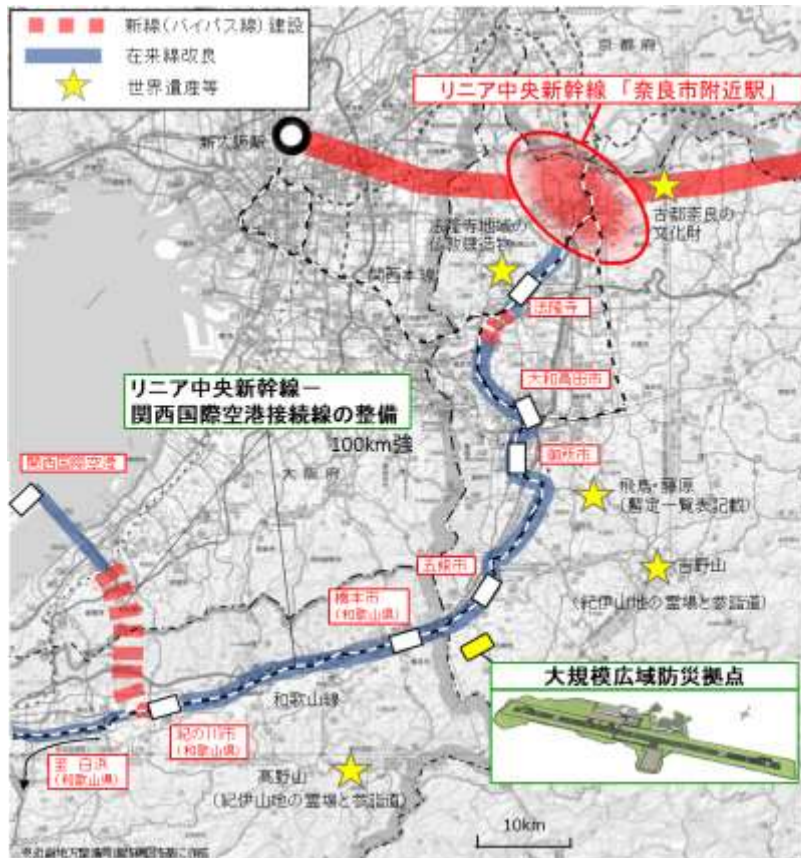 新線(バイパス線)建設
在来線改良
世界遺産等
京都府
リニア中央新幹線 「奈良市附近駅」
新大阪駅
古都奈良の
文化財
法隆寺地域の
仏教建造物
関西本線
法隆寺
大和高田市
リニア中央新幹線－
関西国際空港接続線の整備
100km強
御所市
大阪府
関西国際空港
飛鳥・藤原
(暫定一覧表記載)
五條市
吉野山
(紀伊山地の霊場と参詣道)
橋本市
(和歌山県)
大規模広域防災拠点
和歌山線
紀の川市
(和歌山県)
至 白浜
(和歌山県)
高野山
(紀伊山地の霊場と参詣道)
10km